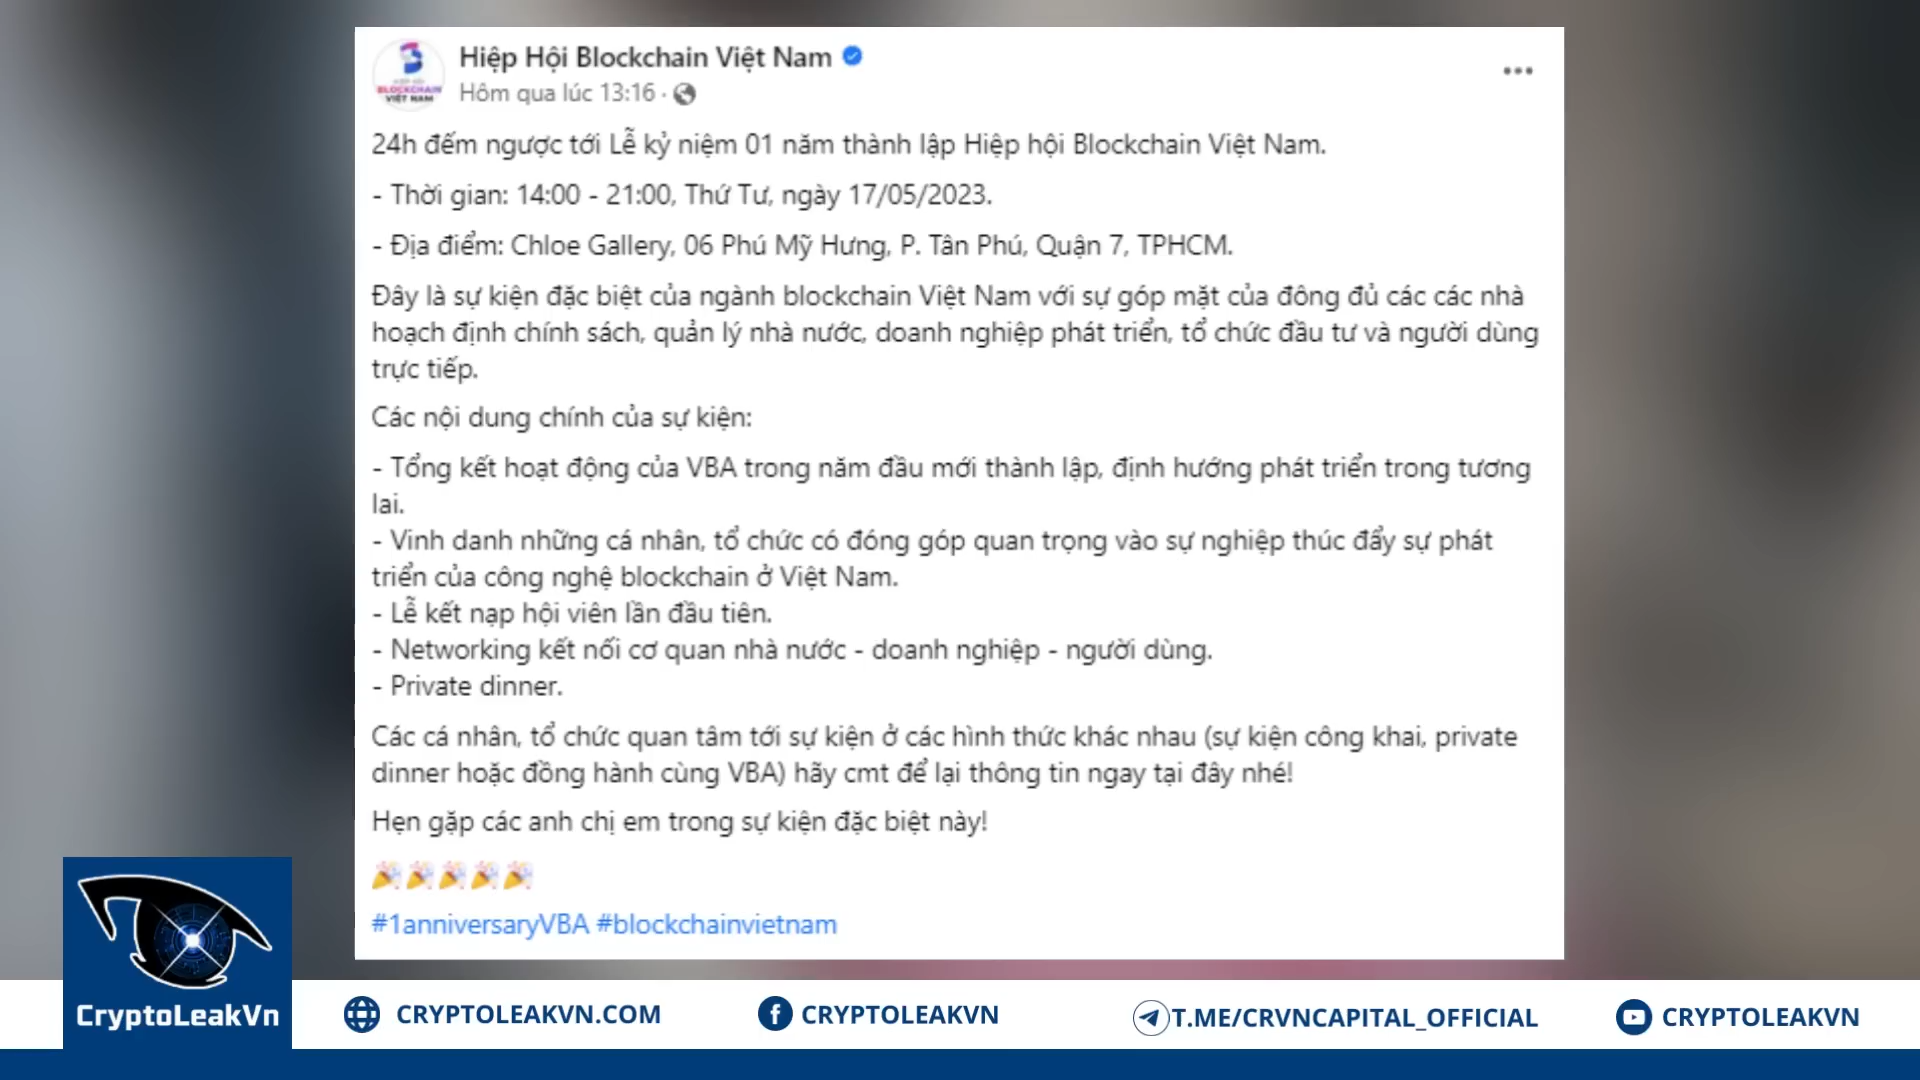 Hiệp Hội Blockchain Việt Nam
Hôm qua lúc 13:16 ·
HIỆP HỘI
BLOCKCHAIN
VIỆT NAM
24h đếm ngược tới Lễ kỷ niệm 01 năm thành lập Hiệp hội Blockchain Việt Nam.
- Thời gian: 14:00 - 21:00, Thứ Tư, ngày 17/05/2023.
- Địa điểm: Chloe Gallery, 06 Phú Mỹ Hưng, P. Tân Phú, Quận 7, TPHCM.
Đây là sự kiện đặc biệt của ngành blockchain Việt Nam với sự góp mặt của đông đủ các các nhà
hoạch định chính sách, quản lý nhà nước, doanh nghiệp phát triển, tổ chức đầu tư và người dùng
trực tiếp.
Các nội dung chính của sự kiện:
- Tổng kết hoạt động của VBA trong năm đầu mới thành lập, định hướng phát triển trong tương
lai.
- Vinh danh những cá nhân, tổ chức có đóng góp quan trọng vào sự nghiệp thúc đẩy sự phát
triển của công nghệ blockchain ở Việt Nam.
- Lễ kết nạp hội viên lần đầu tiên.
- Networking kết nối cơ quan nhà nước - doanh nghiệp - người dùng.
- Private dinner.
Các cá nhân, tổ chức quan tâm tới sự kiện ở các hình thức khác nhau (sự kiện công khai, private
dinner hoặc đồng hành cùng VBA) hãy cmt để lại thông tin ngay tại đây nhé!
Hẹn gặp các anh chị em trong sự kiện đặc biệt này!
🎉🎉🎉🎉🎉
#1anniversaryVBA #blockchainvietnam
CryptoLeakVn
CRYPTOLEAKVN.COM
CRYPTOLEAKVN
T.ME/CRVNCAPITAL_OFFICIAL
CRYPTOLEAKVN